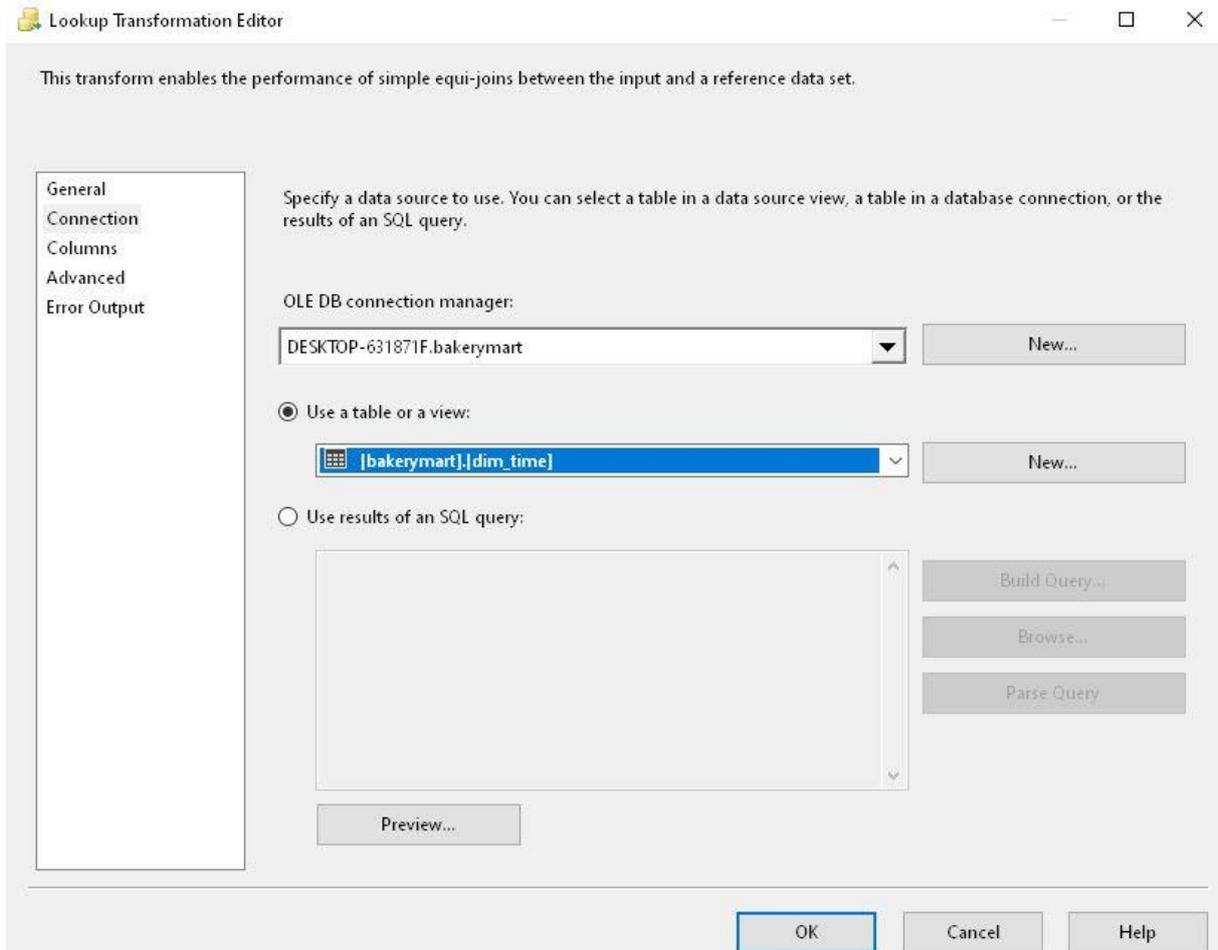 Lookup Transformation Editor
This transform enables the performance of simple equi-joins between the input and a reference data set.
General
Connection
Columns
Advanced
Error Output
Specify a data source to use. You can select a table in a data source view, a table in a database connection, or the
results of an SQL query.
OLE DB connection manager:
DESKTOP-631871F.bakerymart
New...
Use a table or a view:
[bakerymart].[dim_time]
New...
Use results of an SQL query:
Build Query...
Browse...
Parse Query
Preview...
OK
Cancel
Help